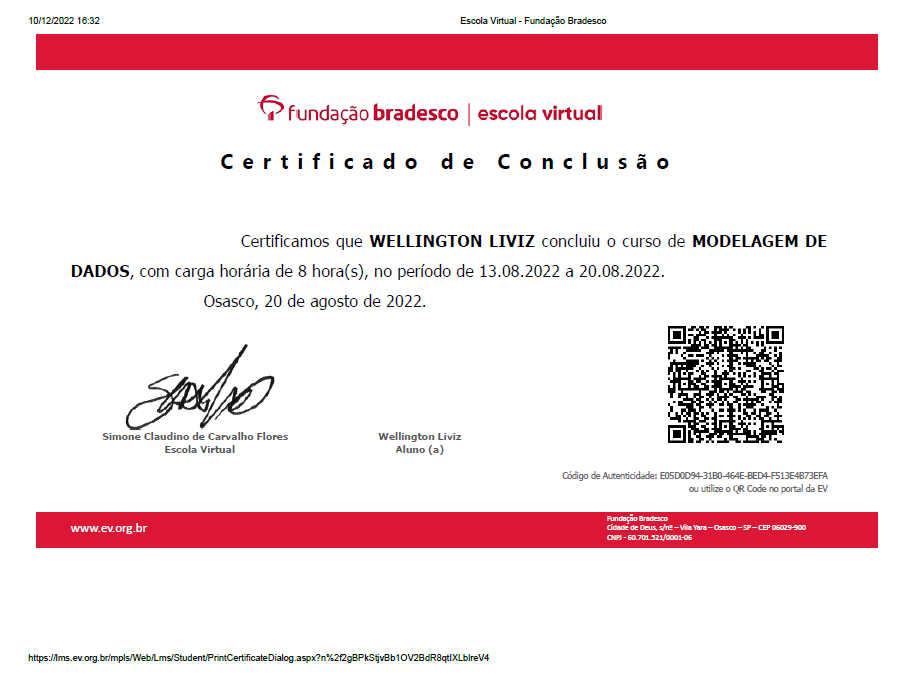 10/12/2022 16:32
Escola Virtual - Fundação Bradesco
fundação bradesco | escola virtual
Certificado de Conclusão
Certificamos que WELLINGTON LIVIZ concluiu o curso de MODELAGEM DE
DADOS, com carga horária de 8 hora(s), no período de 13.08.2022 a 20.08.2022.
Osasco, 20 de agosto de 2022.
Simone Claudino de Carvalho Flores
Escola Virtual
Wellington Liviz
Aluno (a)
Código de Autenticidade: E05D0D94-31B0-464E-BED4-F513E4B73EFA
ou utilize o QR Code no portal da EV
www.ev.org.br
Fundação Bradesco
Cidade de Deus, s/nº – Vila Yara – Osasco – SP – CEP 06029-900
CNPJ - 60.701.521/0001-06
https://lms.ev.org.br/mpls/Web/Lms/Student/PrintCertificateDialog.aspx?n%2f2gBPkStjvBb1OV2BdR8qtIXLbIreV4